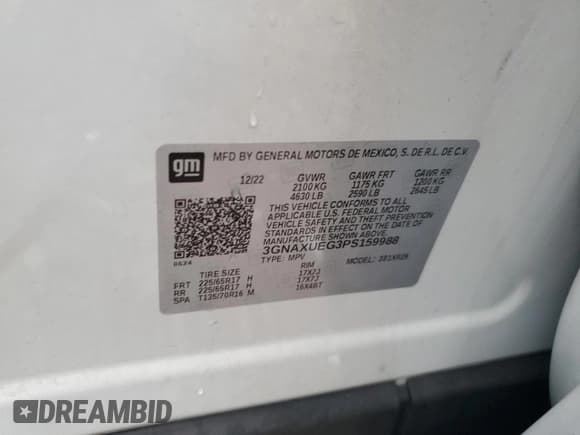 gm
MFD BY GENERAL MOTORS DE MEXICO, S. DE R.L. DE C.V.
12/22 GVWR GAWR FRT GAWR RR
2100 KG 1175 KG 1200 KG
4630 LB 2590 LB 2645 LB
THIS VEHICLE CONFORMS TO ALL
APPLICABLE U.S. FEDERAL MOTOR
VEHICLE SAFETY AND THEFT PREVENTION
STANDARDS IN EFFECT ON THE DATE OF
MANUFACTURE SHOWN ABOVE.
3GNAXUEG3PS159988
TYPE: MPV MODEL:
TIRE SIZE RIM
FRT 225/65R17 H 17X7J
RR 225/65R17 H 17X7J
SPA T135/70R16 M 16X4BT
DREAMBID